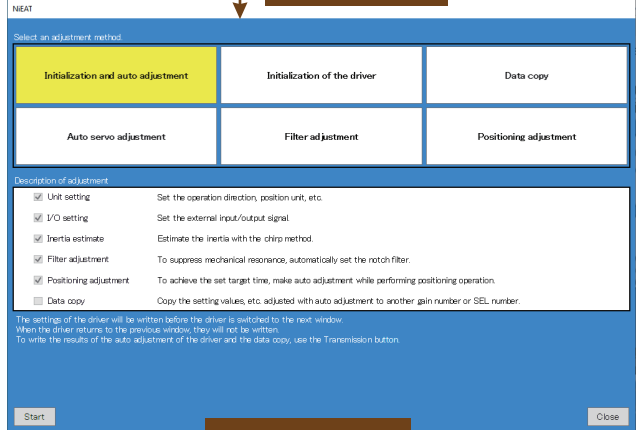 NiEAT
Select an adjustment method.
Initialization and auto adjustment
Initialization of the driver
Data copy
Auto servo adjustment
Filter adjustment
Positioning adjustment
Description of adjustment
Unit setting
Set the operation direction, position unit, etc.
I/O setting
Set the external input/output signal.
Inertia estimate
Estimate the inertia with the chirp method.
Filter adjustment
To suppress mechanical resonance, automatically set the notch filter.
Positioning adjustment
To achieve the set target time, make auto adjustment while performing positioning operation.
Data copy
Copy the setting values, etc. adjusted with auto adjustment to another gain number or SEL number.
The settings of the driver will be written before the driver is switched to the next window.
When the driver returns to the previous window, they will not be written.
To write the results of the auto adjustment of the driver and the data copy, use the Transmission button.
Start
Close